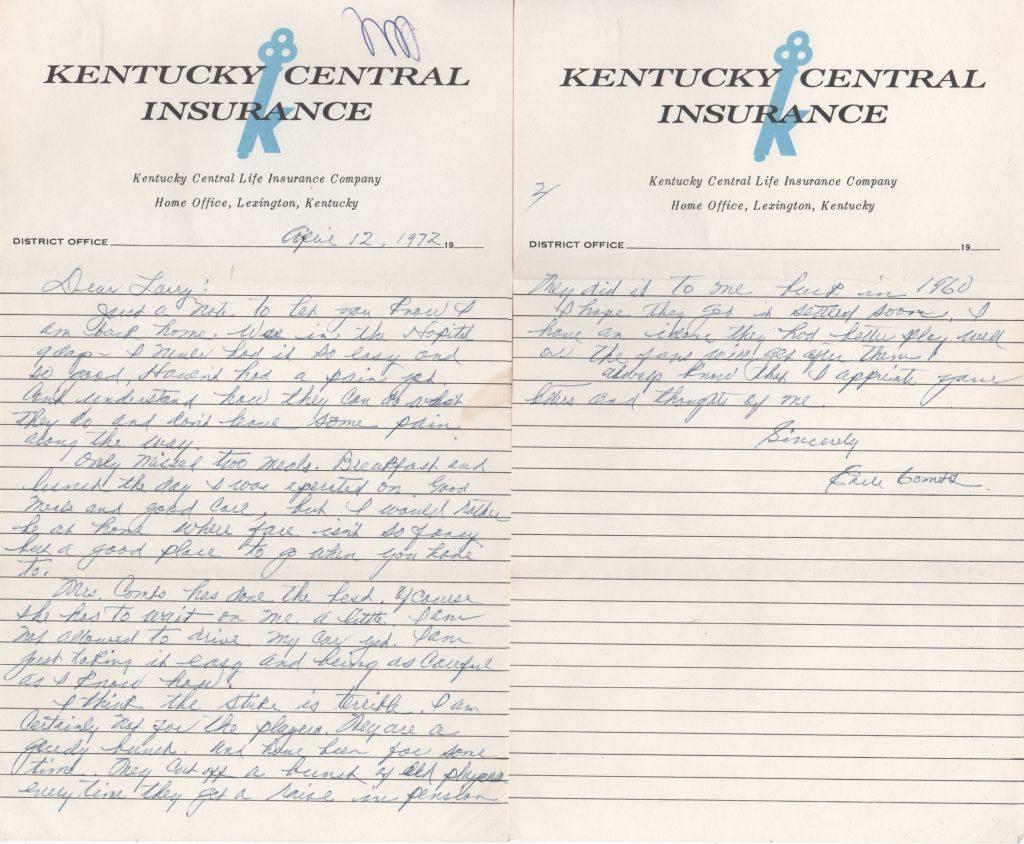 KENTUCKY CENTRAL
INSURANCE
Kentucky Central Life Insurance Company
Home Office, Lexington, Kentucky
DISTRICT OFFICE April 12, 1972 19
Dear Larry:
Just a note to let you know I
am back home. Was in the Hospital
days - I never had it so easy and
so good. Haven't had a pain yet.
Can't understand how they can do what
they do and don't leave some pain
along the way.
Only missed two meals. Breakfast and
lunch the day I was operated on. Good
meals and good care, but I would rather
be at home where fare isn't so fancy
but a good place to go when you have
to.
Mrs. Combs has done the best. Of course
she has to wait on me a little. I am
not allowed to drive my car yet. I am
just taking it easy and being as careful
as I know how.
I think the strike is terrible. I am
Certainly not for the players. They are a
greedy bunch. And have been for some
time. They cut off a bunch of old players
every time they get a raise in pension
KENTUCKY CENTRAL
INSURANCE
Kentucky Central Life Insurance Company
Home Office, Lexington, Kentucky
2/
DISTRICT OFFICE 19
They did it to me back in 1960
I hope they get it settled soon. I
have an idea they had better play well
or the fans will get after them.
always know that I appriate your
letters and thoughts of me.
Sincerely
Earle Combs